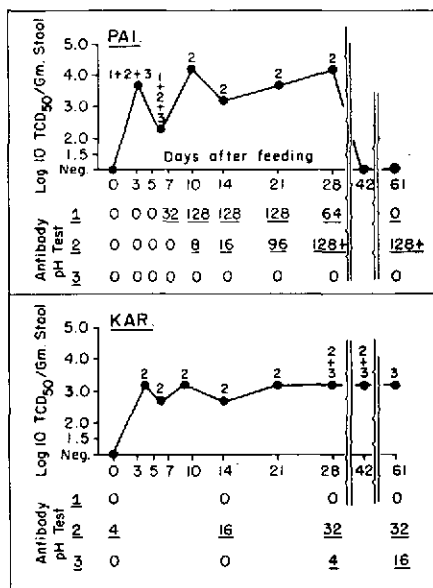 PAI.
5.0
4.0
3.0
2.0
1.5
Neg.
Log 10 TCD50/Gm. Stool
1+2+3
1+2+3
2
2
2
2
Days after feeding
0 3 5 7 10 14 21 28 42 61
Antibody pH Test
1 0 0 0 32 128 128 128 64 0
2 0 0 0 0 8 16 96 128+ 128+
3 0 0 0 0 0 0 0 0 0
KAR.
5.0
4.0
3.0
2.0
1.5
Neg.
Log 10 TCD50/Gm. Stool
2
2
2
2
2
2+3
2+3
3
0 3 5 7 10 14 21 28 42 61
Antibody pH Test
1 0 0 0 0
2 4 16 32 32
3 0 0 4 16